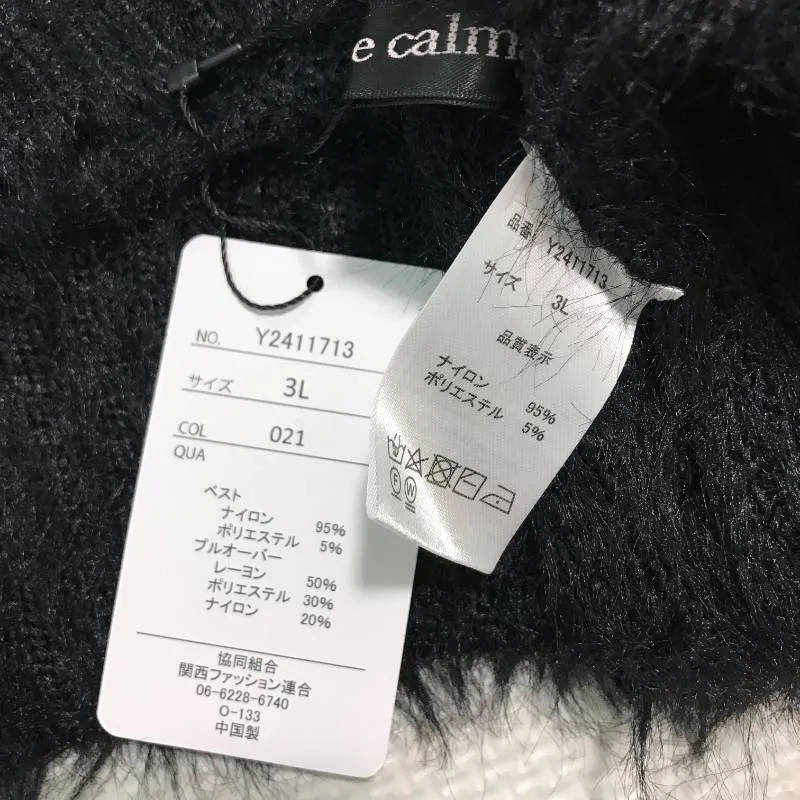 e calm
NO. Y2411713
サイズ 3L
COL 021
QUA
ベスト
ナイロン 95%
ポリエステル 5%
プルオーバー
レーヨン 50%
ポリエステル 30%
ナイロン 20%
協同組合
関西ファッション連合
06-6228-6740
O-133
中国製
品番 Y2411713
サイズ 3L
品質表示
ナイロン 95%
ポリエステル 5%
F W